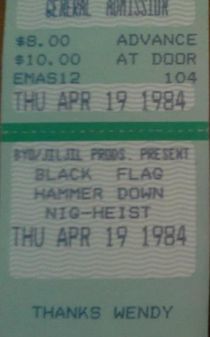 GENERAL ADMISSION
$8.00 ADVANCE
$10.00 AT DOOR
EMAS12 104
THU APR 19 1984
BYO/JILJIL PRODS. PRESENT
BLACK FLAG
HAMMER DOWN
NIG-HEIST
THU APR 19 1984
THANKS WENDY